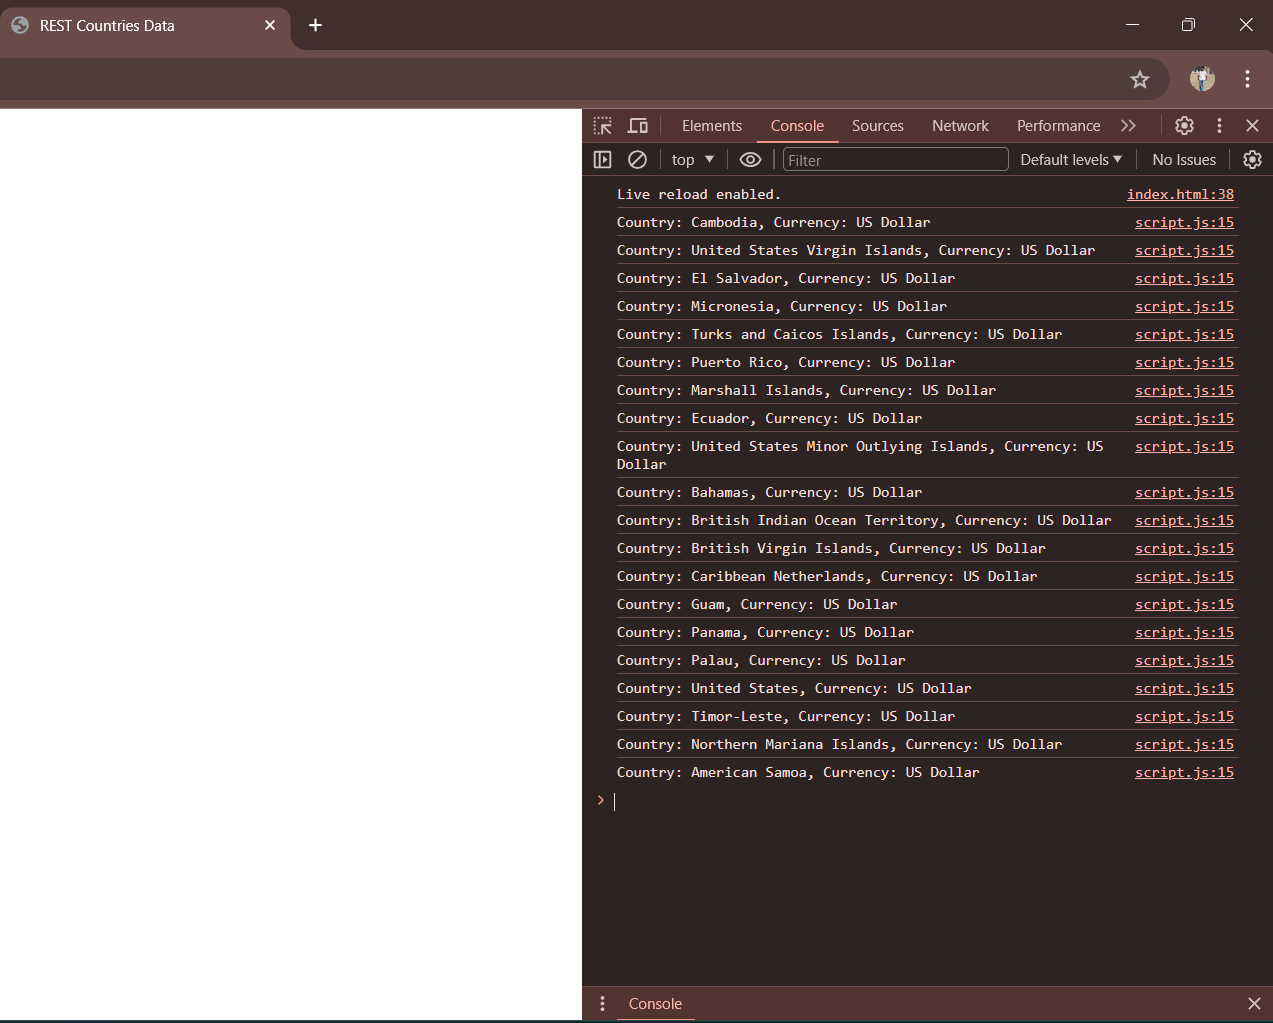 REST Countries Data
Elements Console Sources Network Performance
top Filter Default levels No Issues
Live reload enabled. index.html:38
Country: Cambodia, Currency: US Dollar script.js:15
Country: United States Virgin Islands, Currency: US Dollar script.js:15
Country: El Salvador, Currency: US Dollar script.js:15
Country: Micronesia, Currency: US Dollar script.js:15
Country: Turks and Caicos Islands, Currency: US Dollar script.js:15
Country: Puerto Rico, Currency: US Dollar script.js:15
Country: Marshall Islands, Currency: US Dollar script.js:15
Country: Ecuador, Currency: US Dollar script.js:15
Country: United States Minor Outlying Islands, Currency: US script.js:15
Dollar
Country: Bahamas, Currency: US Dollar script.js:15
Country: British Indian Ocean Territory, Currency: US Dollar script.js:15
Country: British Virgin Islands, Currency: US Dollar script.js:15
Country: Caribbean Netherlands, Currency: US Dollar script.js:15
Country: Guam, Currency: US Dollar script.js:15
Country: Panama, Currency: US Dollar script.js:15
Country: Palau, Currency: US Dollar script.js:15
Country: United States, Currency: US Dollar script.js:15
Country: Timor-Leste, Currency: US Dollar script.js:15
Country: Northern Mariana Islands, Currency: US Dollar script.js:15
Country: American Samoa, Currency: US Dollar script.js:15
Console